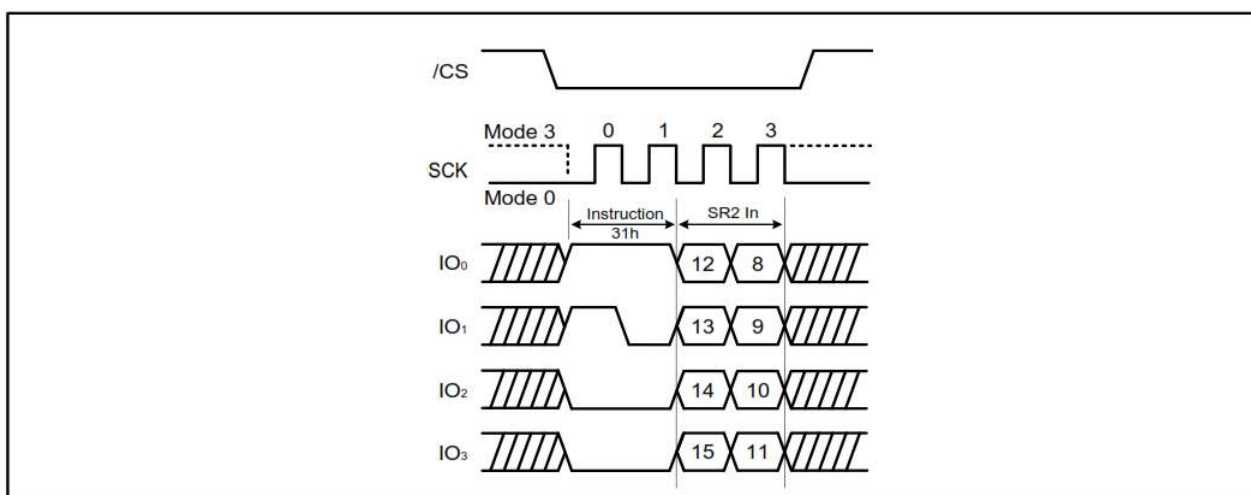 /CS
Mode 3 0 1 2 3
SCK
Mode 0
Instruction SR2 In
31h
IO₀ 12 8
IO₁ 13 9
IO₂ 14 10
IO₃ 15 11